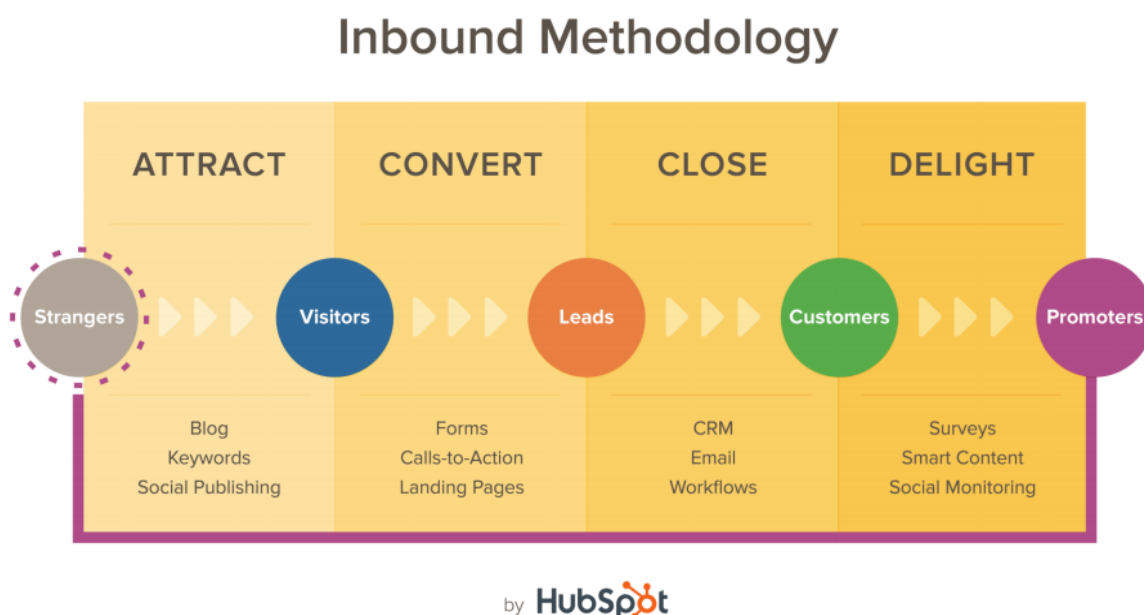 Inbound Methodology
ATTRACT
CONVERT
CLOSE
DELIGHT
Strangers
Visitors
Leads
Customers
Promoters
Blog
Keywords
Social Publishing
Forms
Calls-to-Action
Landing Pages
CRM
Email
Workflows
Surveys
Smart Content
Social Monitoring
by HubSpot